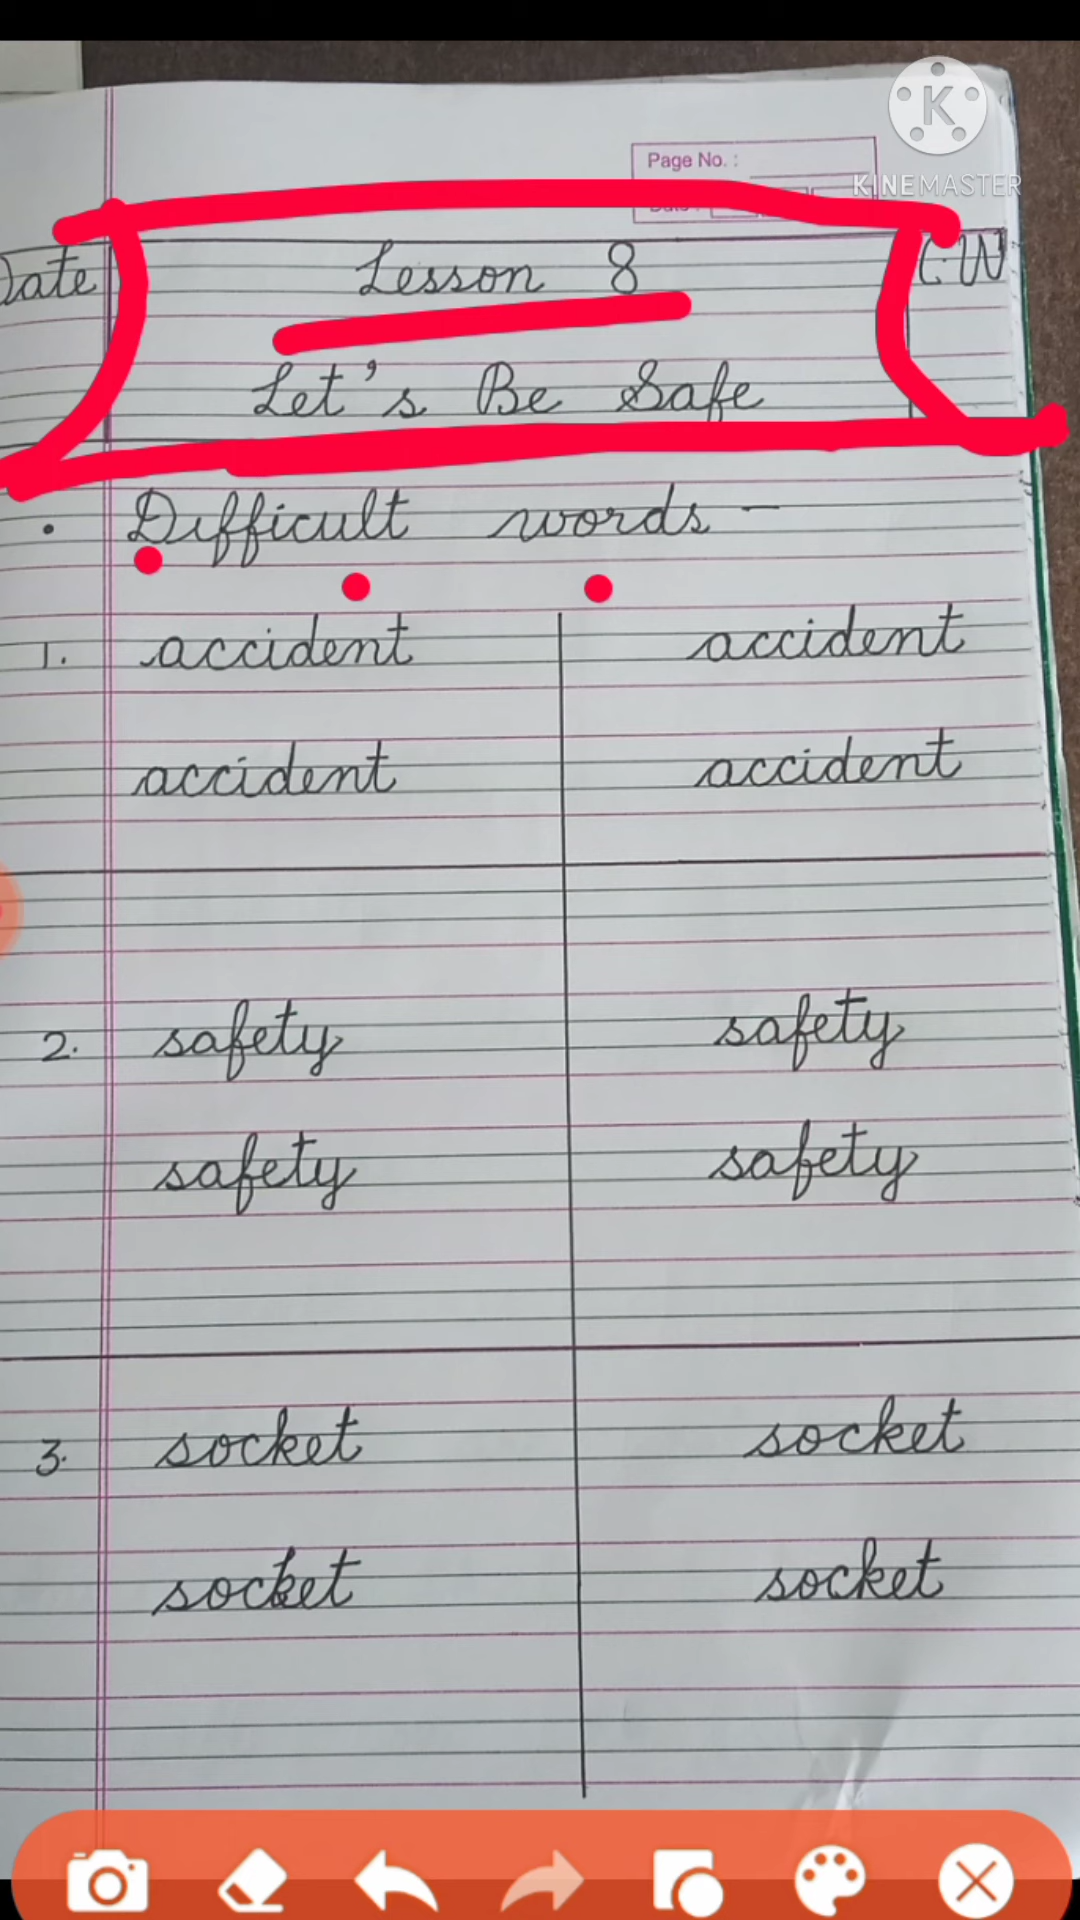 KINEMASTER
Page No. :
Date :
Date Lesson 8 C.W
Let's Be Safe
• Difficult words -
1. accident accident
accident accident
2. safety safety
safety safety
3. socket socket
socket socket